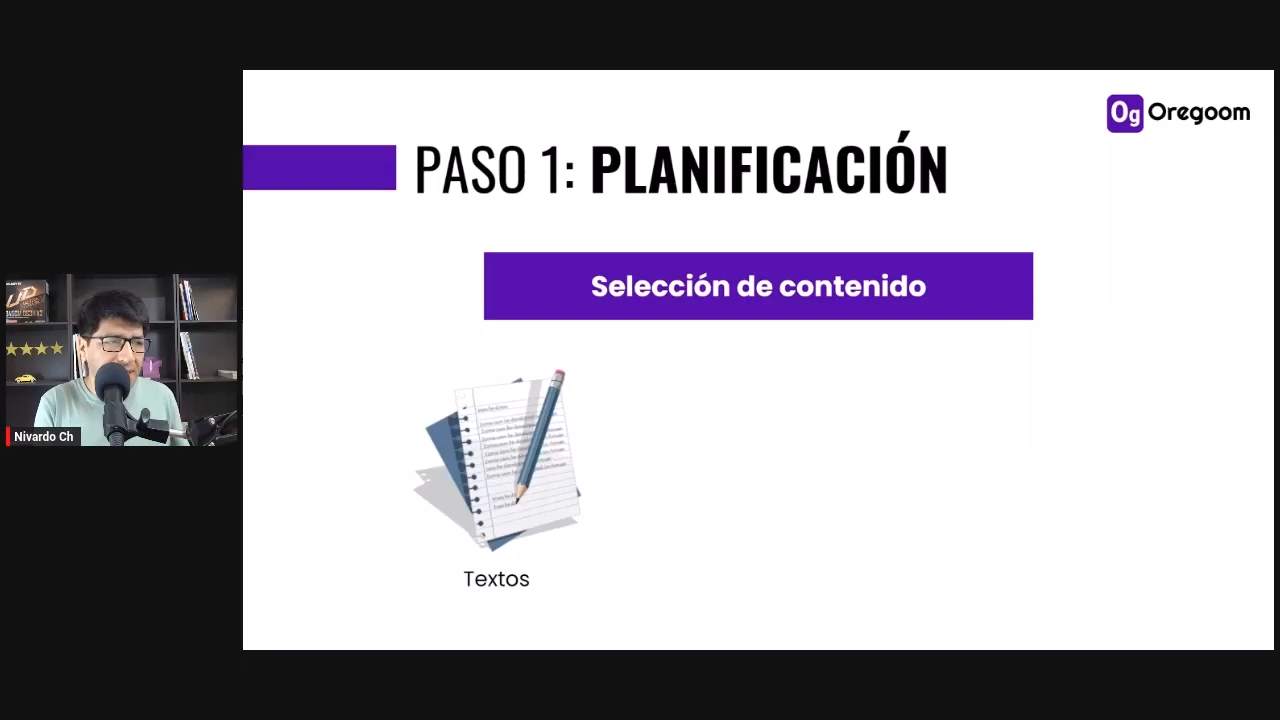 Og Oregoom
PASO 1: PLANIFICACIÓN
Selección de contenido
Textos
Nivardo Ch